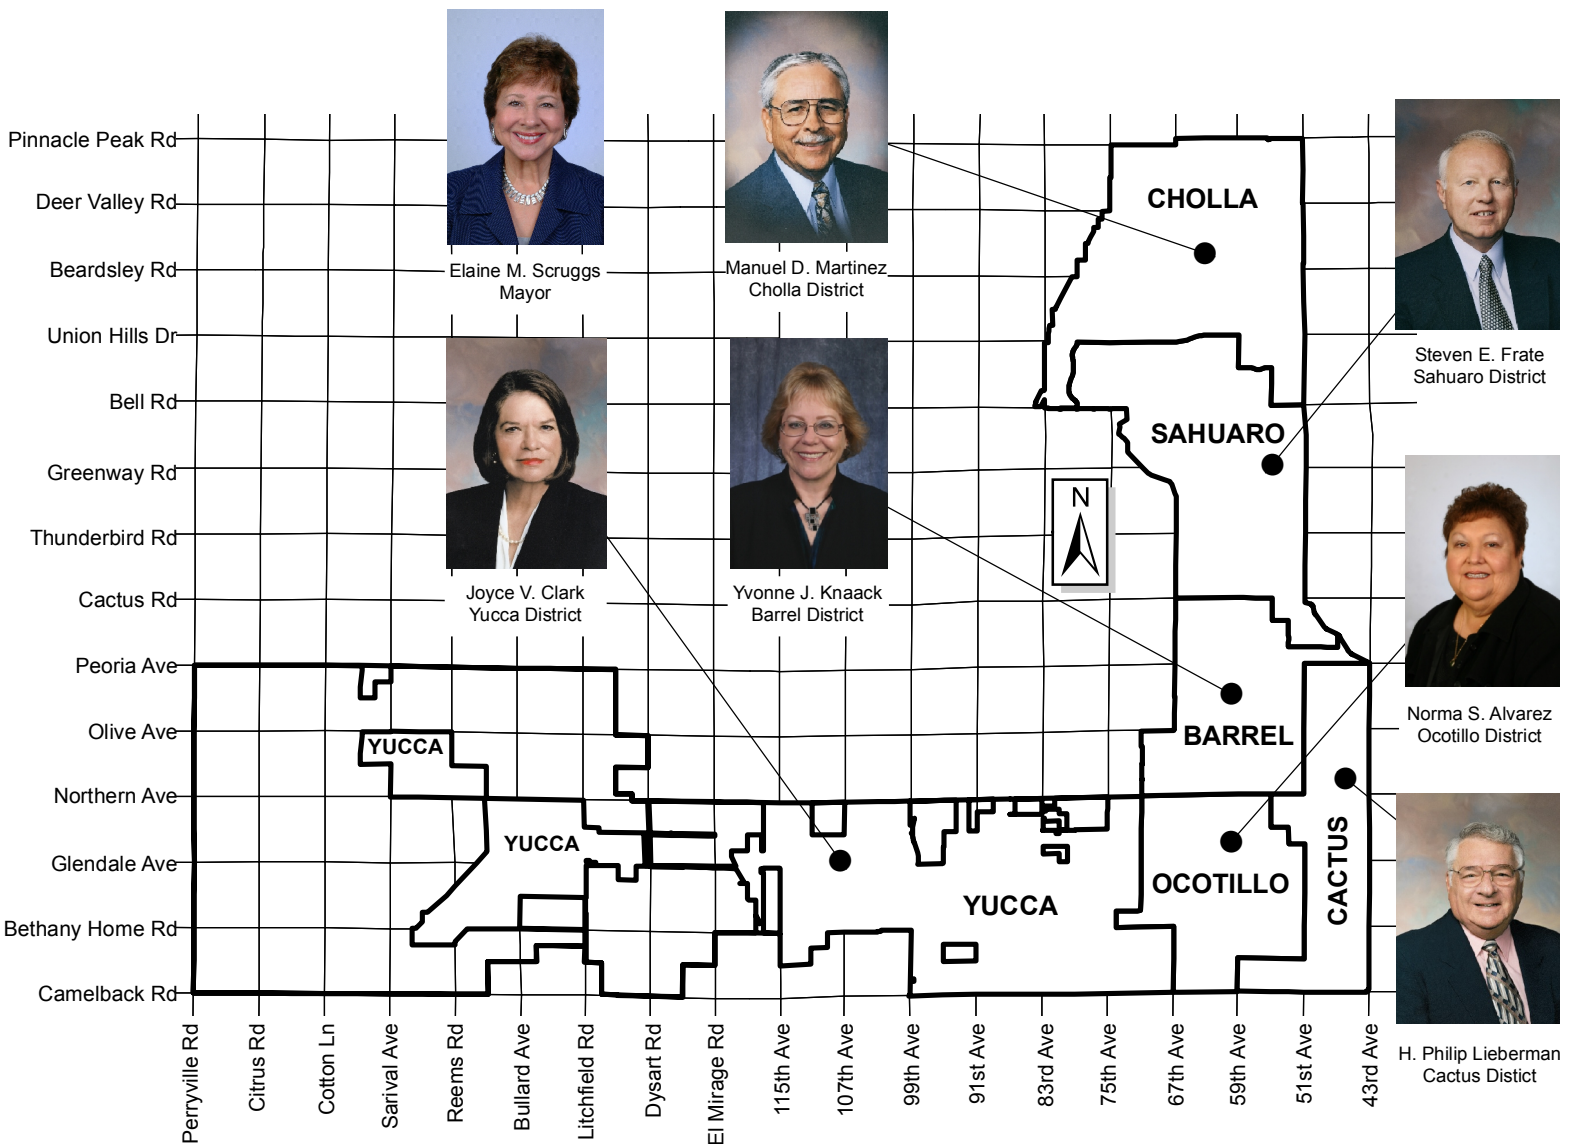 Pinnacle Peak Rd
Deer Valley Rd
Beardsley Rd
Union Hills Dr
Bell Rd
Greenway Rd
Thunderbird Rd
Cactus Rd
Peoria Ave
Olive Ave
Northern Ave
Glendale Ave
Bethany Home Rd
Camelback Rd
Elaine M. Scruggs
Mayor
Manuel D. Martinez
Cholla District
Steven E. Frate
Sahuaro District
Joyce V. Clark
Yucca District
Yvonne J. Knaack
Barrel District
Norma S. Alvarez
Ocotillo District
H. Philip Lieberman
Cactus Distict
CHOLLA
SAHUARO
N
BARREL
YUCCA
YUCCA
YUCCA
OCOTILLO
CACTUS
Perryville Rd
Citrus Rd
Cotton Ln
Sarival Ave
Reems Rd
Bullard Ave
Litchfield Rd
Dysart Rd
El Mirage Rd
115th Ave
107th Ave
99th Ave
91st Ave
83rd Ave
75th Ave
67th Ave
59th Ave
51st Ave
43rd Ave